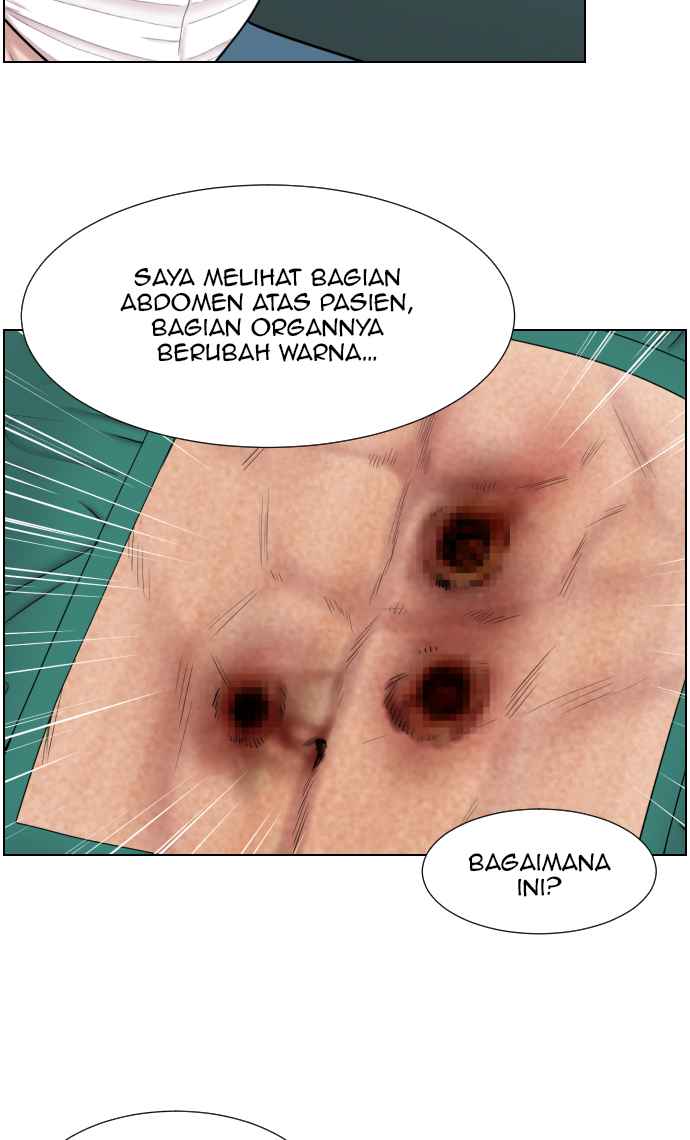 SAYA MELIHAT BAGIAN
ABDOMEN ATAS PASIEN,
BAGIAN ORGANNYA
BERUBAH WARNA...
BAGAIMANA
INI?